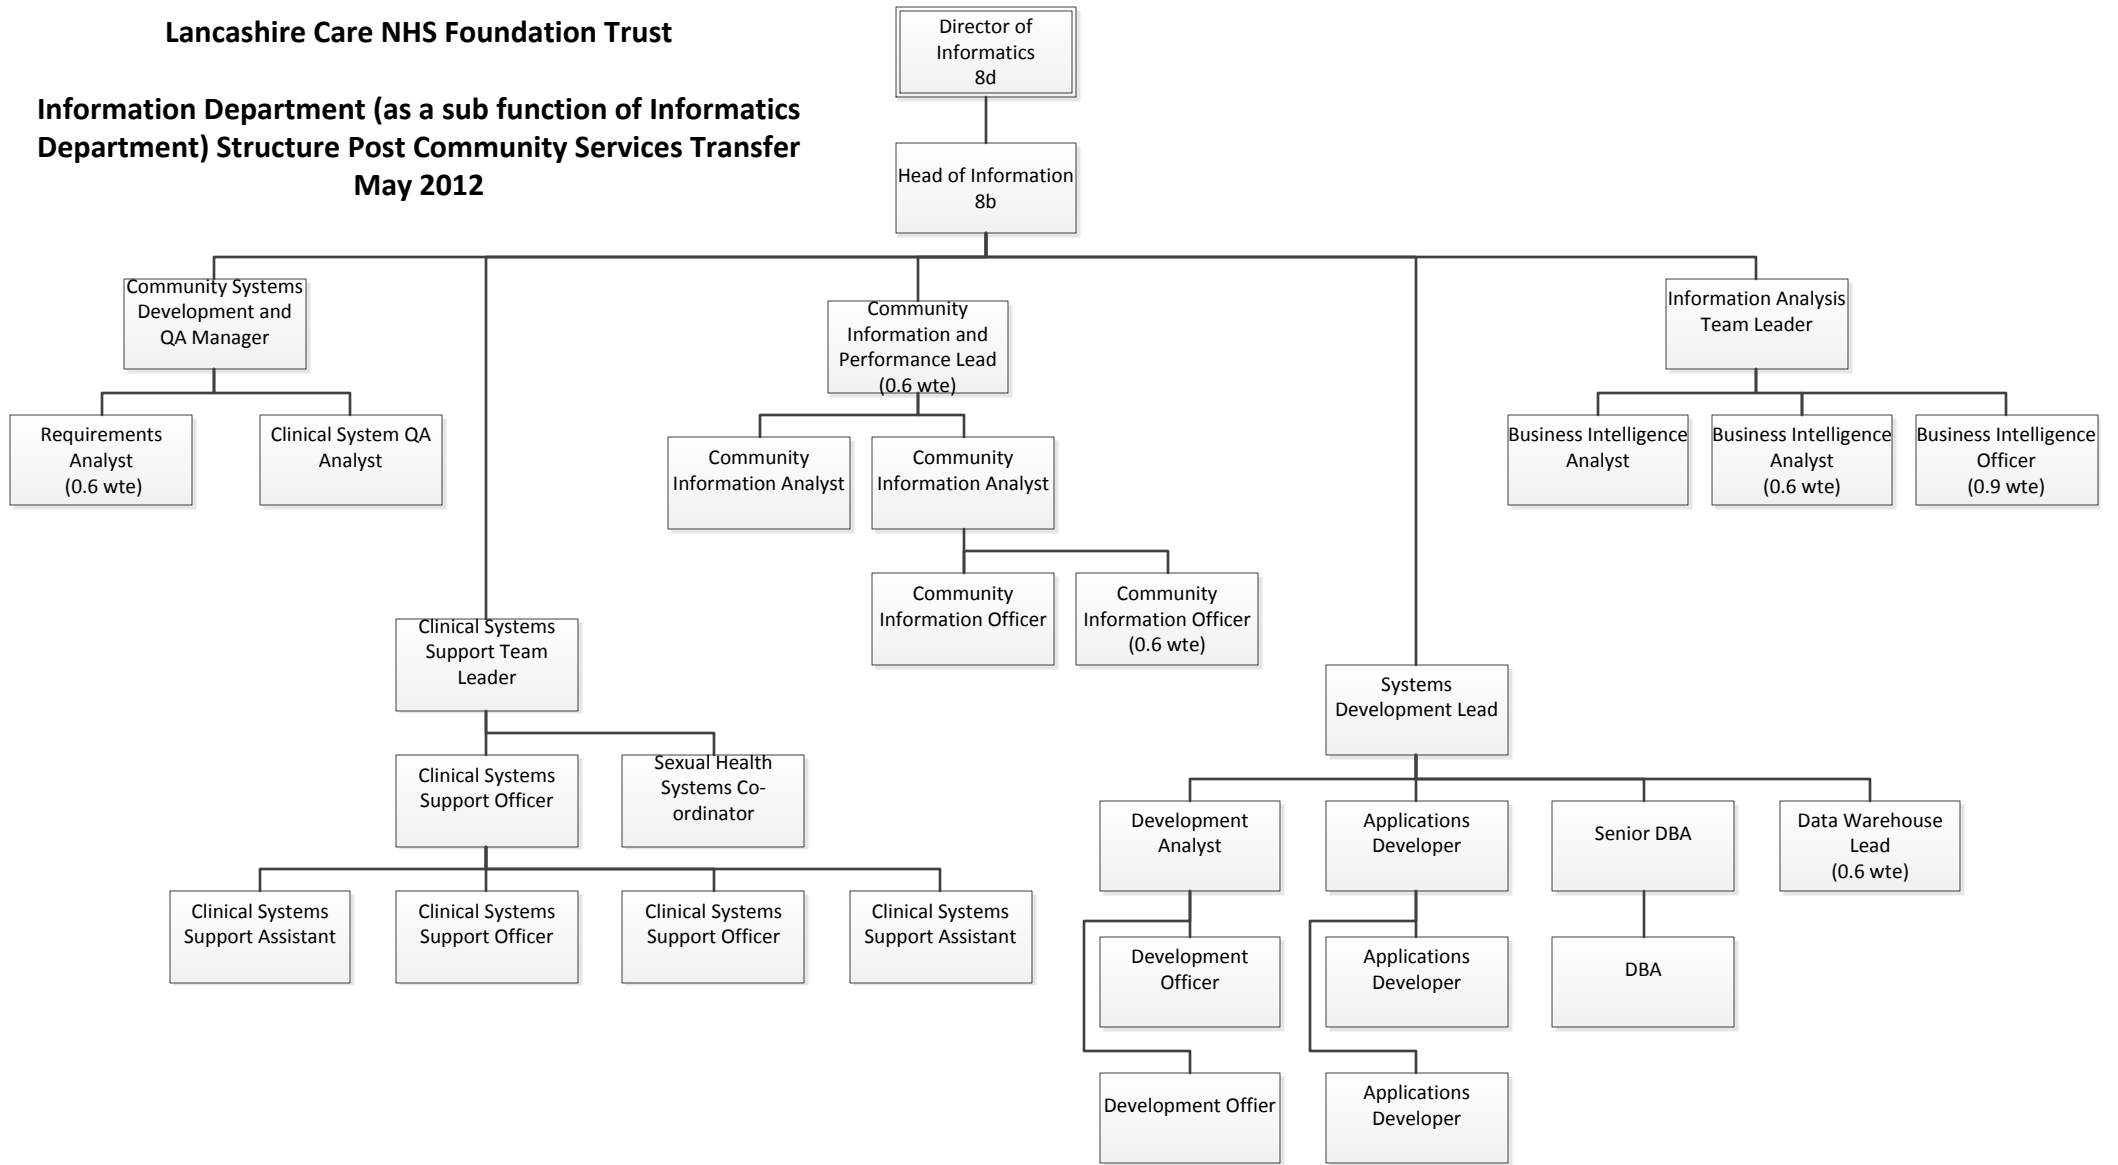 Lancashire Care NHS Foundation Trust
Information Department (as a sub function of Informatics
Department) Structure Post Community Services Transfer
May 2012
Director of
Informatics
8d
Head of Information
8b
Community Systems
Development and
QA Manager
Requirements
Analyst
(0.6 wte)
Clinical System QA
Analyst
Clinical Systems
Support Team
Leader
Clinical Systems
Support Officer
Sexual Health
Systems Co-
ordinator
Clinical Systems
Support Assistant
Clinical Systems
Support Officer
Clinical Systems
Support Officer
Clinical Systems
Support Assistant
Community
Information and
Performance Lead
(0.6 wte)
Community
Information Analyst
Community
Information Analyst
Community
Information Officer
Community
Information Officer
(0.6 wte)
Systems
Development Lead
Development
Analyst
Applications
Developer
Senior DBA
Data Warehouse
Lead
(0.6 wte)
Development
Officer
Applications
Developer
DBA
Development Offier
Applications
Developer
Information Analysis
Team Leader
Business Intelligence
Analyst
Business Intelligence
Analyst
(0.6 wte)
Business Intelligence
Officer
(0.9 wte)